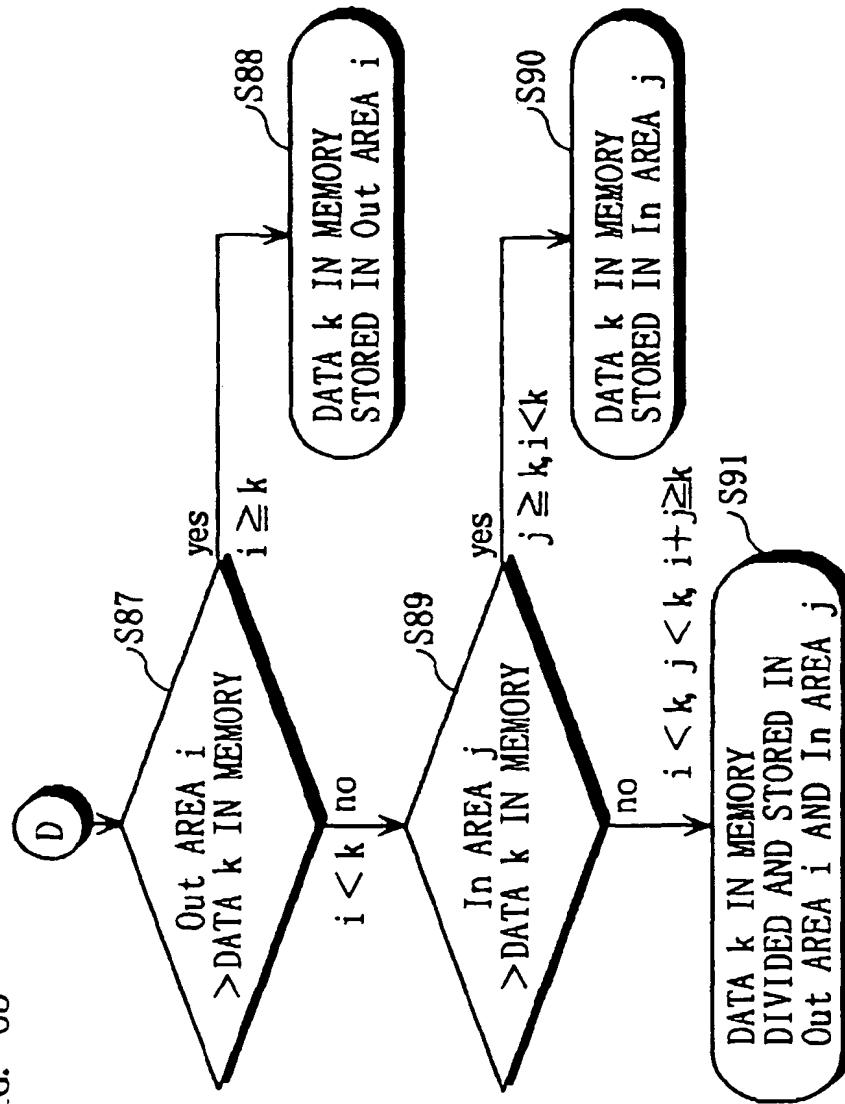 D
S87
Out AREA i
>DATA k IN MEMORY
yes
i ≧ k
S88
DATA k IN MEMORY
STORED IN Out AREA i
no
i < k
S89
In AREA j
>DATA k IN MEMORY
yes
j ≧ k, i < k
S90
DATA k IN MEMORY
STORED IN In AREA j
no
i < k, j < k, i+j≧k
S91
DATA k IN MEMORY
DIVIDED AND STORED IN
Out AREA i AND In AREA j